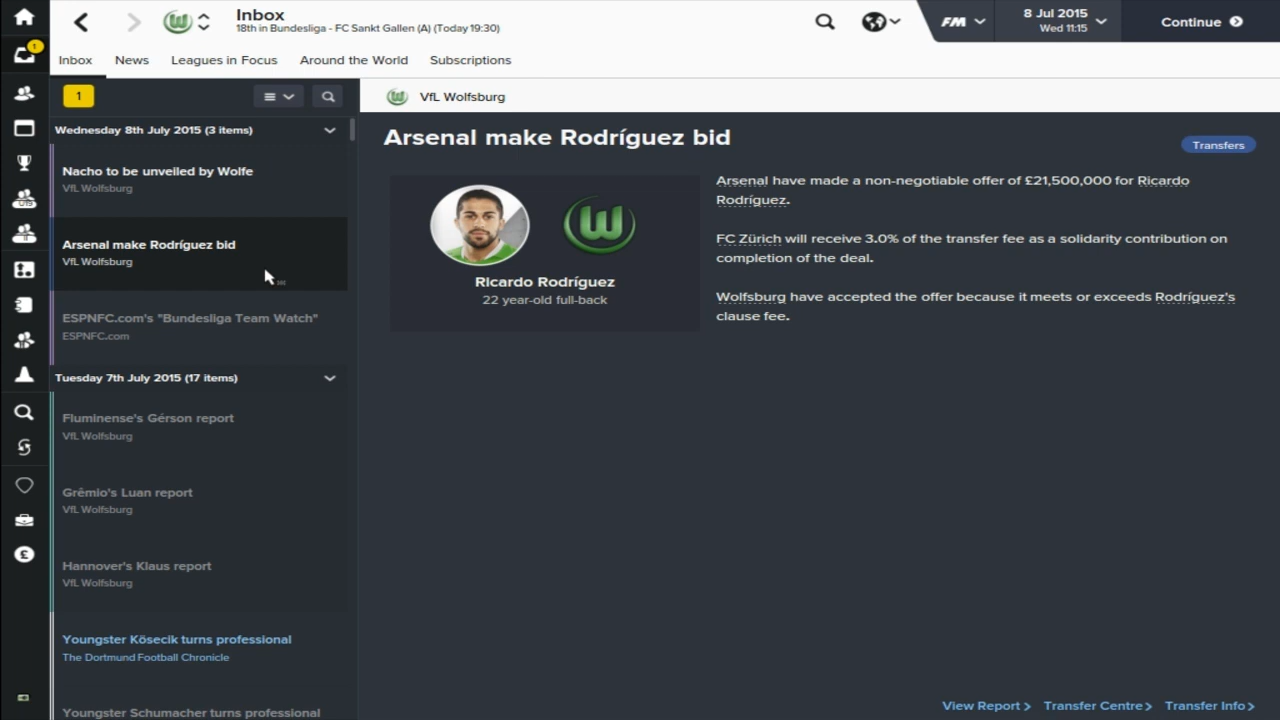 Inbox
18th in Bundesliga - FC Sankt Gallen (A) (Today 19:30)
FM
8 Jul 2015
Wed 11:15
Continue
1
Inbox
News
Leagues in Focus
Around the World
Subscriptions
1
VfL Wolfsburg
Wednesday 8th July 2015 (3 items)
Nacho to be unveiled by Wolfe
VfL Wolfsburg
Arsenal make Rodríguez bid
VfL Wolfsburg
ESPNFC.com's "Bundesliga Team Watch"
ESPNFC.com
Tuesday 7th July 2015 (17 items)
Fluminense's Gérson report
VfL Wolfsburg
Grêmio's Luan report
VfL Wolfsburg
Hannover's Klaus report
VfL Wolfsburg
Youngster Kösecik turns professional
The Dortmund Football Chronicle
Youngster Schumacher turns professional
Arsenal make Rodríguez bid
Transfers
Ricardo Rodríguez
22 year-old full-back
Arsenal have made a non-negotiable offer of £21,500,000 for Ricardo
Rodríguez.
FC Zürich will receive 3.0% of the transfer fee as a solidarity contribution on
completion of the deal.
Wolfsburg have accepted the offer because it meets or exceeds Rodríguez's
clause fee.
View Report
Transfer Centre
Transfer Info